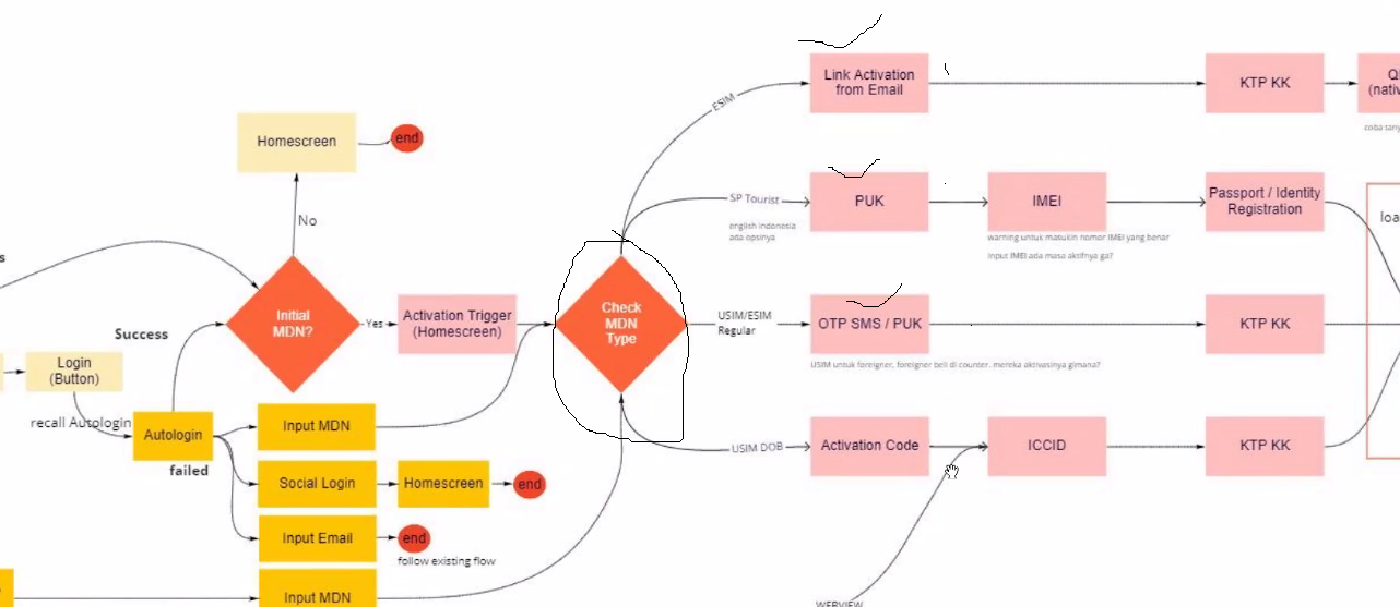 Link Activation
from Email
KTP KK
ESIM
Homescreen
end
No
SP Tourist
english indonesia
ada opsinya
PUK
IMEI
warning untuk masukin nomor IMEI yang benar
input IMEI ada masa aktifnya ga?
Passport / Identity
Registration
Initial
MDN?
Yes
Activation Trigger
(Homescreen)
Check
MDN
Type
USIM/ESIM
Regular
OTP SMS / PUK
USIM untuk foreigner, foreigner beli di counter, mereka aktivasinya gimana?
KTP KK
Success
Login
(Button)
recall Autologin
Autologin
failed
Input MDN
Social Login
Homescreen
end
Input Email
end
follow existing flow
Input MDN
USIM DOB
Activation Code
ICCID
KTP KK
WEBVIEW